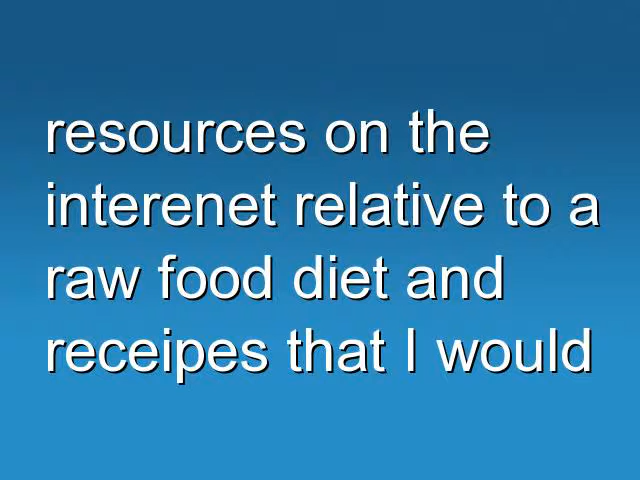 resources on the
interenet relative to a
raw food diet and
receipes that I would